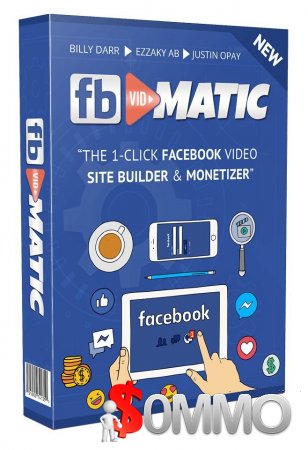 BILLY DARR ▶ EZZAKY AB ▶ JUSTIN OPAY
NEW
fb VID MATIC
"THE 1-CLICK FACEBOOK VIDEO
SITE BUILDER & MONETIZER"
facebook
fb VID MATIC
$OMMO